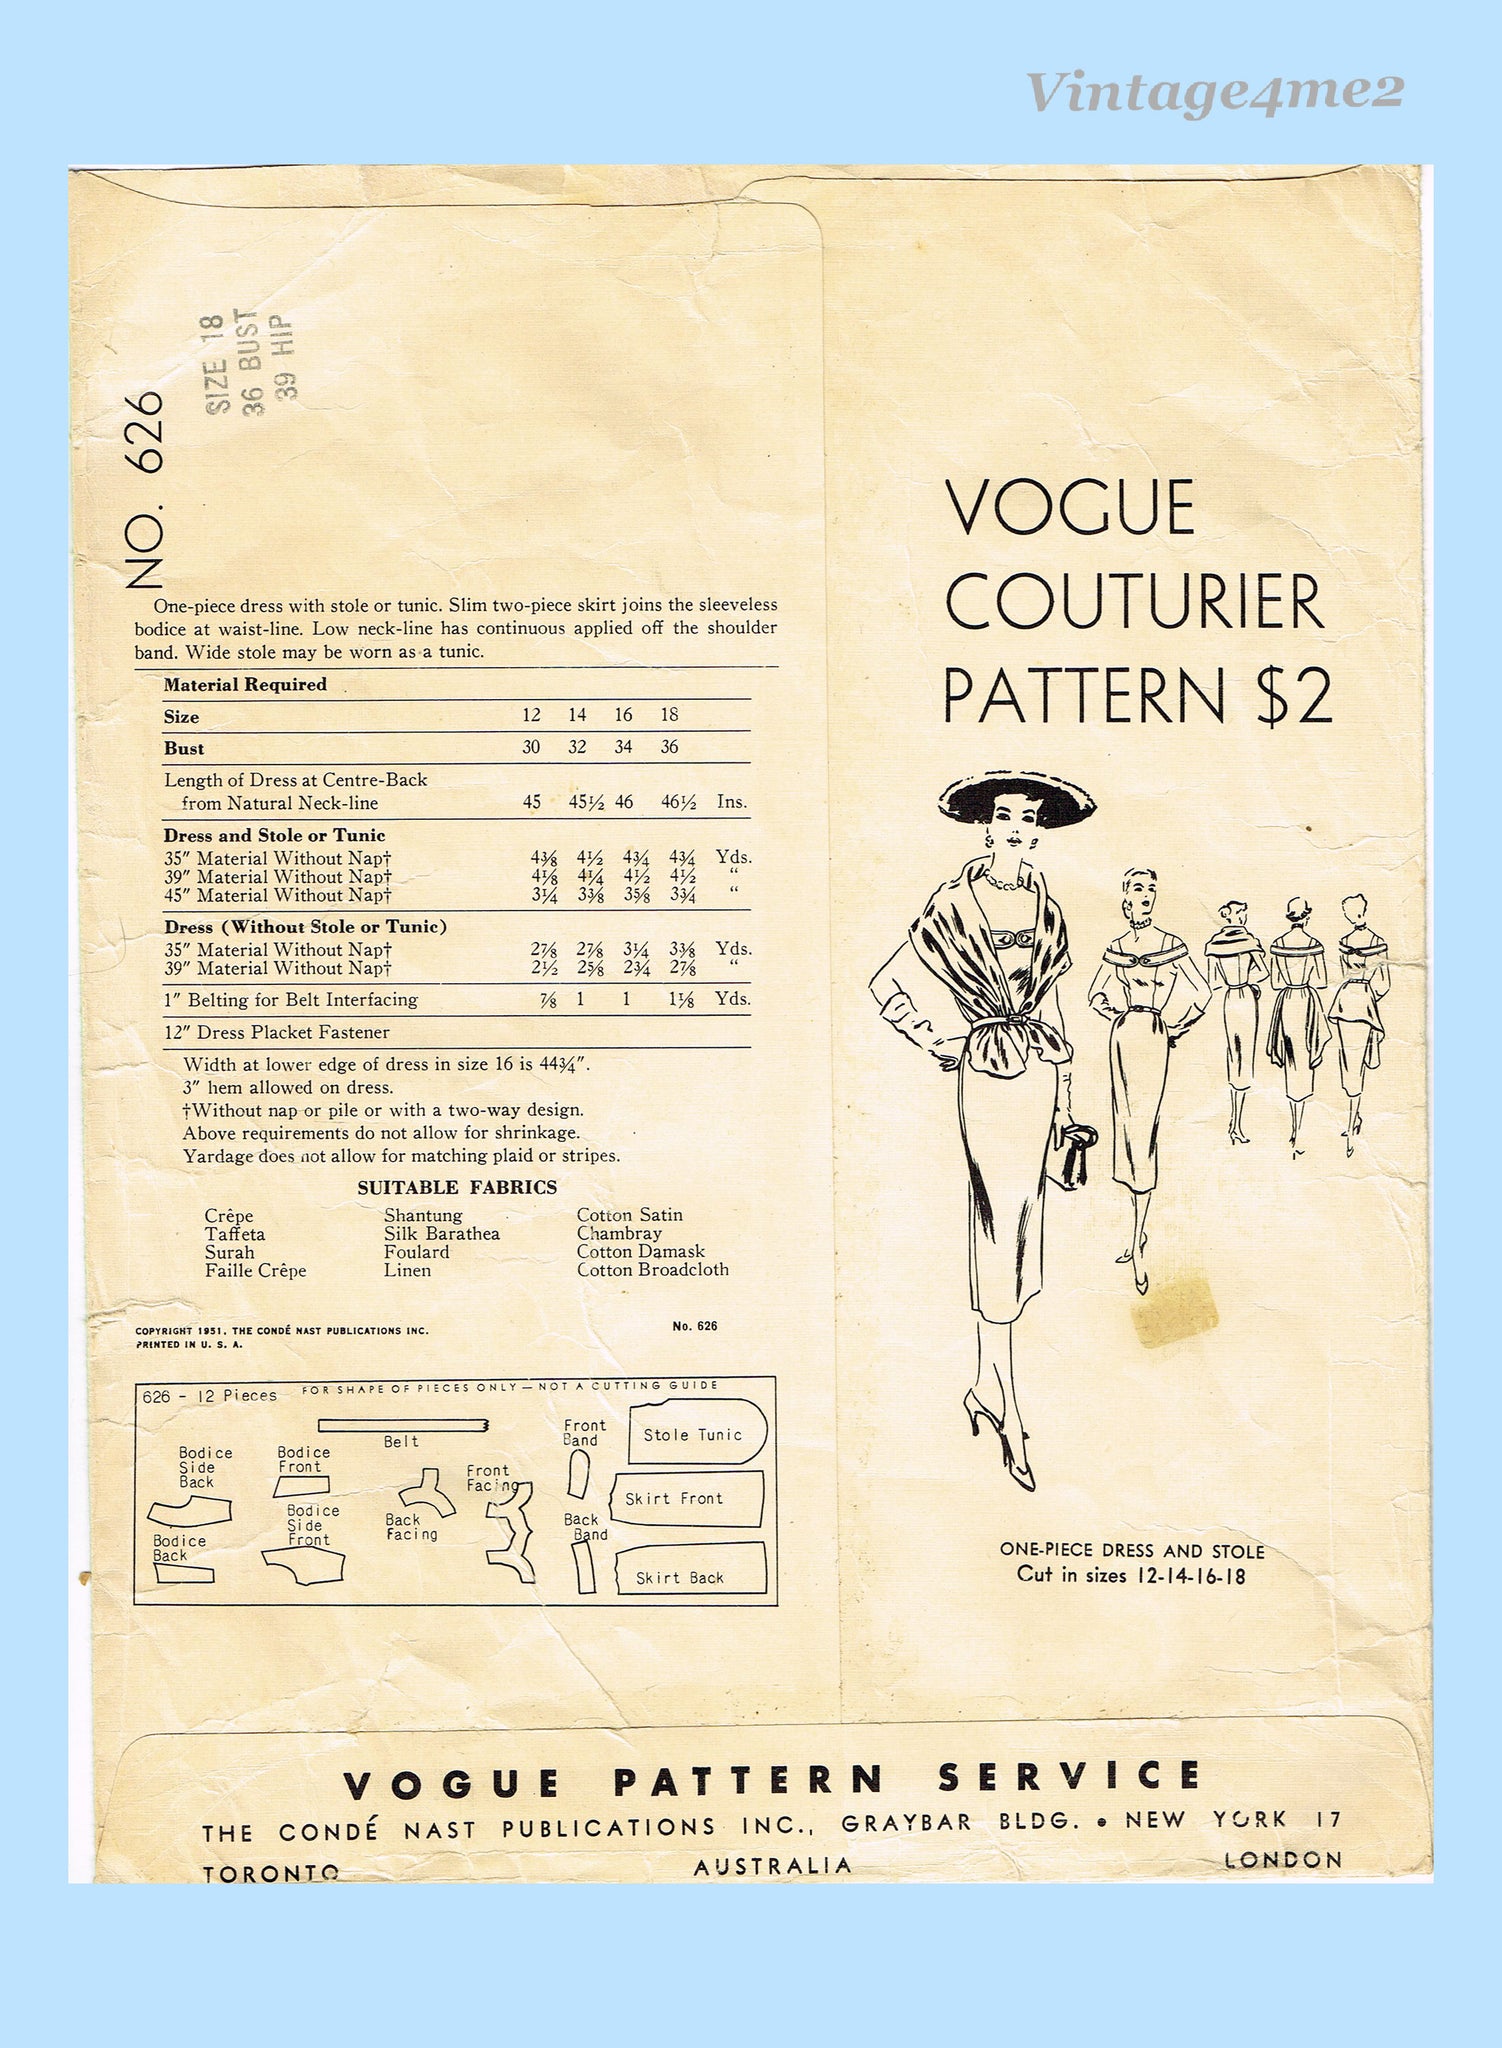 Vintage4me2
SIZE 18
36 BUST
39 HIP
NO. 626
One-piece dress with stole or tunic. Slim two-piece skirt joins the sleeveless
bodice at waist-line. Low neck-line has continuous applied off the shoulder
band. Wide stole may be worn as a tunic.
Material Required
Size 12 14 16 18
Bust 30 32 34 36
Length of Dress at Centre-Back
from Natural Neck-line 45 45½ 46 46½ Ins.
Dress and Stole or Tunic
35" Material Without Nap† 4⅜ 4½ 4¾ 4¾ Yds.
39" Material Without Nap† 4⅛ 4¼ 4½ 4½ "
45" Material Without Nap† 3¼ 3⅜ 3⅝ 3¾ "
Dress (Without Stole or Tunic)
35" Material Without Nap† 2⅞ 2⅞ 3¼ 3⅜ Yds.
39" Material Without Nap† 2½ 2⅝ 2¾ 2⅞ "
1" Belting for Belt Interfacing ⅞ 1 1 1⅛ Yds.
12" Dress Placket Fastener
Width at lower edge of dress in size 16 is 44¾".
3" hem allowed on dress.
†Without nap or pile or with a two-way design.
Above requirements do not allow for shrinkage.
Yardage does not allow for matching plaid or stripes.
SUITABLE FABRICS
Crêpe Shantung Cotton Satin
Taffeta Silk Barathea Chambray
Surah Foulard Cotton Damask
Faille Crêpe Linen Cotton Broadcloth
COPYRIGHT 1951, THE CONDÉ NAST PUBLICATIONS INC.
PRINTED IN U. S. A.
No. 626
626 - 12 Pieces FOR SHAPE OF PIECES ONLY—NOT A CUTTING GUIDE
Belt
Front
Band
Stole Tunic
Bodice
Side
Back
Bodice
Front
Front
Facing
Skirt Front
Bodice
Side
Front
Back
Facing
Back
Band
Bodice
Back
Skirt Back
VOGUE
COUTURIER
PATTERN $2
ONE-PIECE DRESS AND STOLE
Cut in sizes 12-14-16-18
VOGUE PATTERN SERVICE
THE CONDÉ NAST PUBLICATIONS INC., GRAYBAR BLDG. • NEW YORK 17
TORONTO AUSTRALIA LONDON